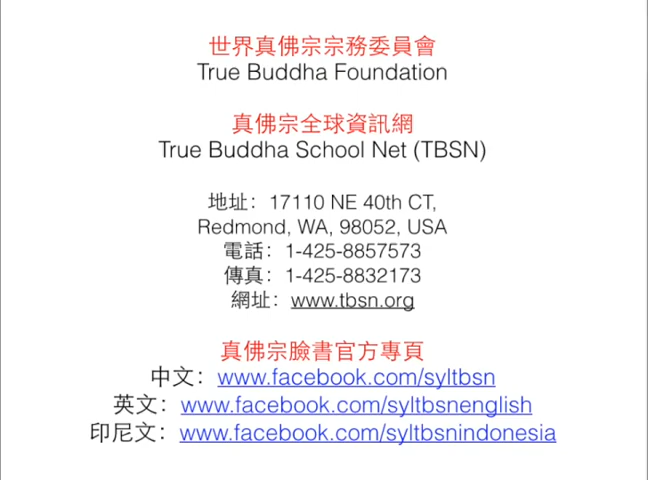 世界真佛宗宗務委員會
True Buddha Foundation
真佛宗全球資訊網
True Buddha School Net (TBSN)
地址：17110 NE 40th CT,
Redmond, WA, 98052, USA
電話：1-425-8857573
傳真：1-425-8832173
網址：www.tbsn.org
真佛宗臉書官方專頁
中文：www.facebook.com/syltbsn
英文：www.facebook.com/syltbsnenglish
印尼文：www.facebook.com/syltbsnindonesia